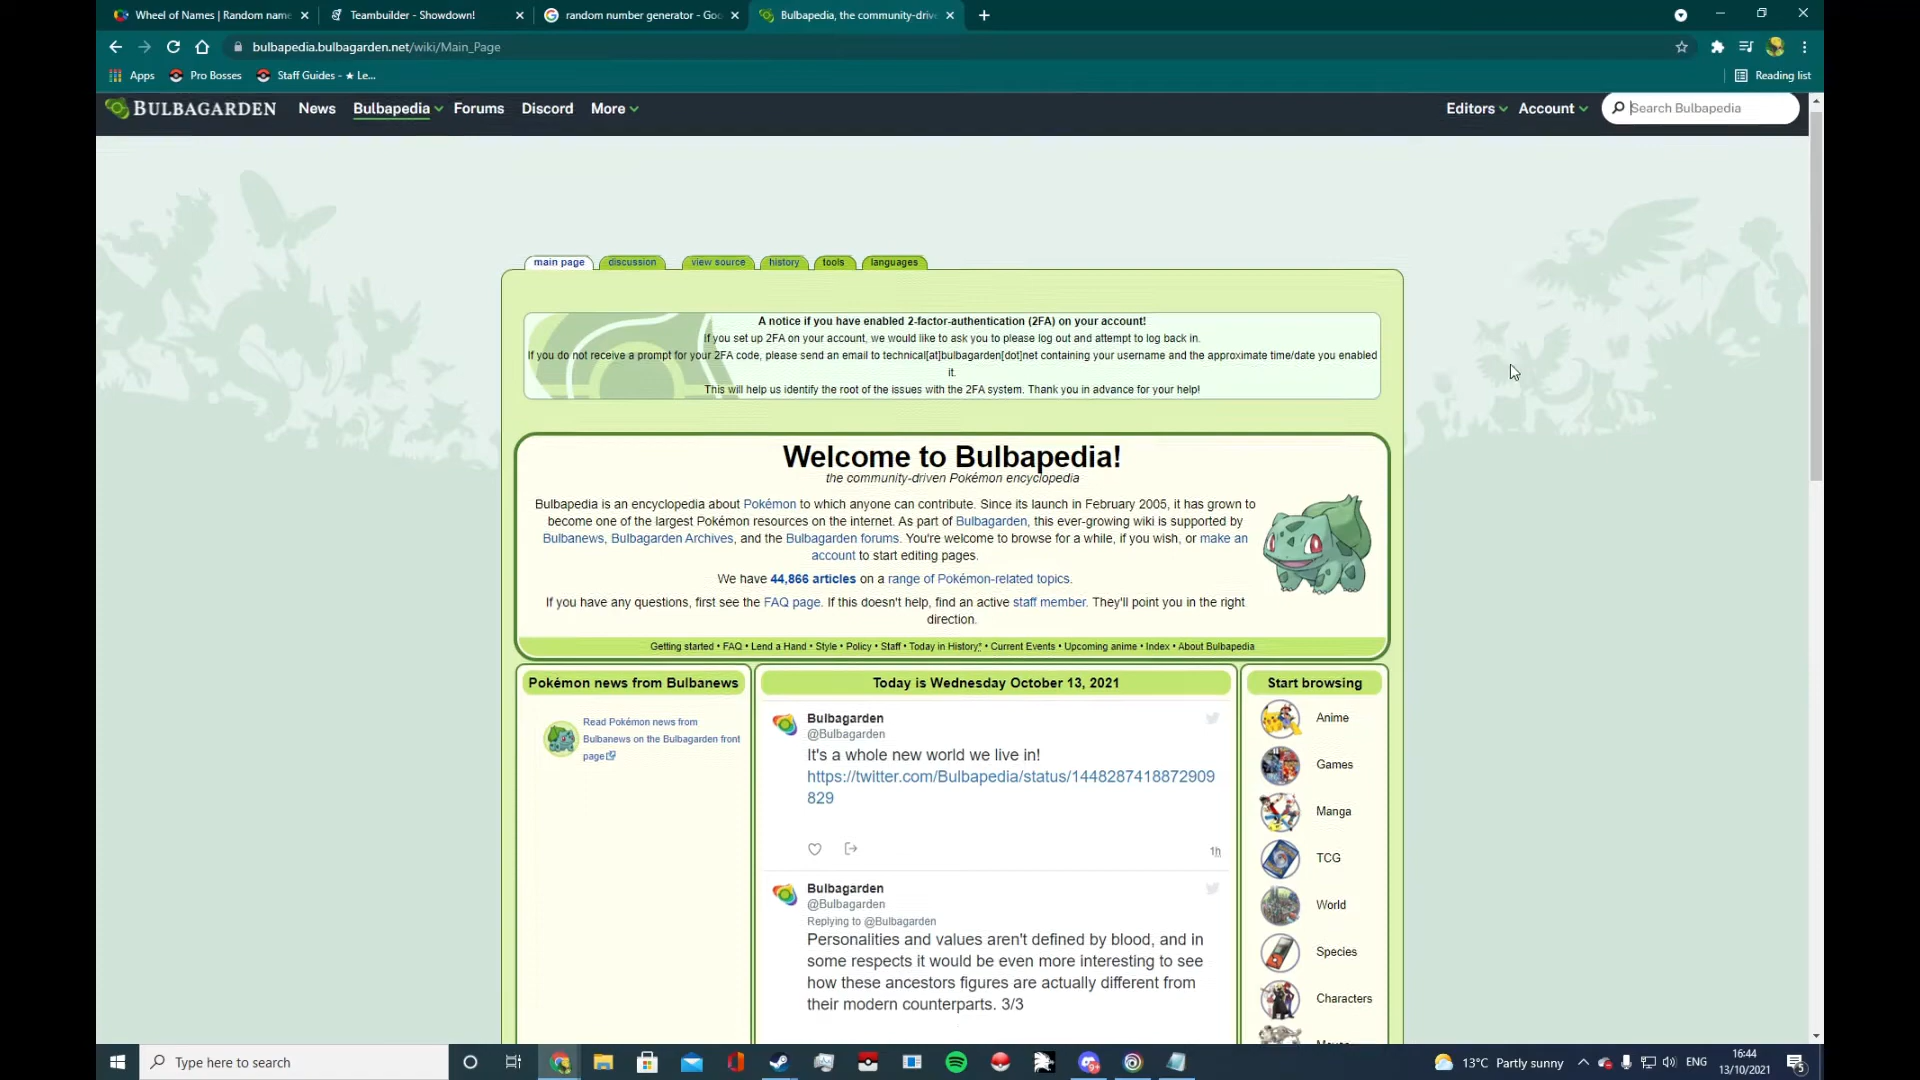 Wheel of Names | Random name
Teambuilder - Showdown!
random number generator - Goo
Bulbapedia, the community-drive
bulbapedia.bulbagarden.net/wiki/Main_Page
Apps
Pro Bosses
Staff Guides - ★ Le...
Reading list
BULBAGARDEN
News
Bulbapedia
Forums
Discord
More
Editors
Account
Search Bulbapedia
main page
discussion
view source
history
tools
languages
A notice if you have enabled 2-factor-authentication (2FA) on your account!
If you set up 2FA on your account, we would like to ask you to please log out and attempt to log back in.
If you do not receive a prompt for your 2FA code, please send an email to technical[at]bulbagarden[dot]net containing your username and the approximate time/date you enabled
it.
This will help us identify the root of the issues with the 2FA system. Thank you in advance for your help!
Welcome to Bulbapedia!
the community-driven Pokémon encyclopedia
Bulbapedia is an encyclopedia about Pokémon to which anyone can contribute. Since its launch in February 2005, it has grown to
become one of the largest Pokémon resources on the internet. As part of Bulbagarden, this ever-growing wiki is supported by
Bulbanews, Bulbagarden Archives, and the Bulbagarden forums. You're welcome to browse for a while, if you wish, or make an
account to start editing pages.
We have 44,866 articles on a range of Pokémon-related topics.
If you have any questions, first see the FAQ page. If this doesn't help, find an active staff member. They'll point you in the right
direction.
Getting started • FAQ • Lend a Hand • Style • Policy • Staff • Today in History* • Current Events • Upcoming anime • Index • About Bulbapedia
Pokémon news from Bulbanews
Read Pokémon news from
Bulbanews on the Bulbagarden front
page
Today is Wednesday October 13, 2021
Bulbagarden
@Bulbagarden
It's a whole new world we live in!
https://twitter.com/Bulbapedia/status/1448287418872909
829
1h
Bulbagarden
@Bulbagarden
Replying to @Bulbagarden
Personalities and values aren't defined by blood, and in
some respects it would be even more interesting to see
how these ancestors figures are actually different from
their modern counterparts. 3/3
Start browsing
Anime
Games
Manga
TCG
World
Species
Characters
Type here to search
13°C Partly sunny
ENG
16:44
13/10/2021
5